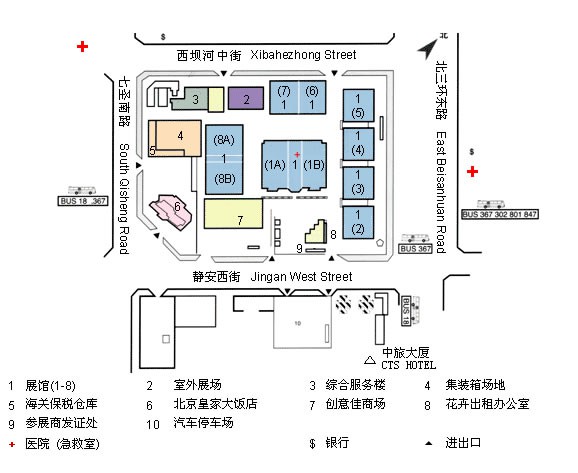 $
西坝河中街 Xibahezhong Street
北
七圣南路 South Qisheng Road
北三环东路 East Beisanhuan Road
3
2
(7) (6)
1 1
1
(5)
4
5
(8A)
1
(8B)
(1A) 1 (1B)
1
(4)
1
(3)
$
BUS 18 .367
6
7
8
9
1
(2)
BUS 367 302 801 847
BUS 367
静安西街 Jingan West Street
10
BUS 18
中旅大厦
CTS HOTEL
1 展馆(1-8) 2 室外展场 3 综合服务楼 4 集装箱场地
5 海关保税仓库 6 北京皇家大饭店 7 创意佳商场 8 花卉出租办公室
9 参展商发证处 10 汽车停车场
医院 (急救室) $ 银行 进出口